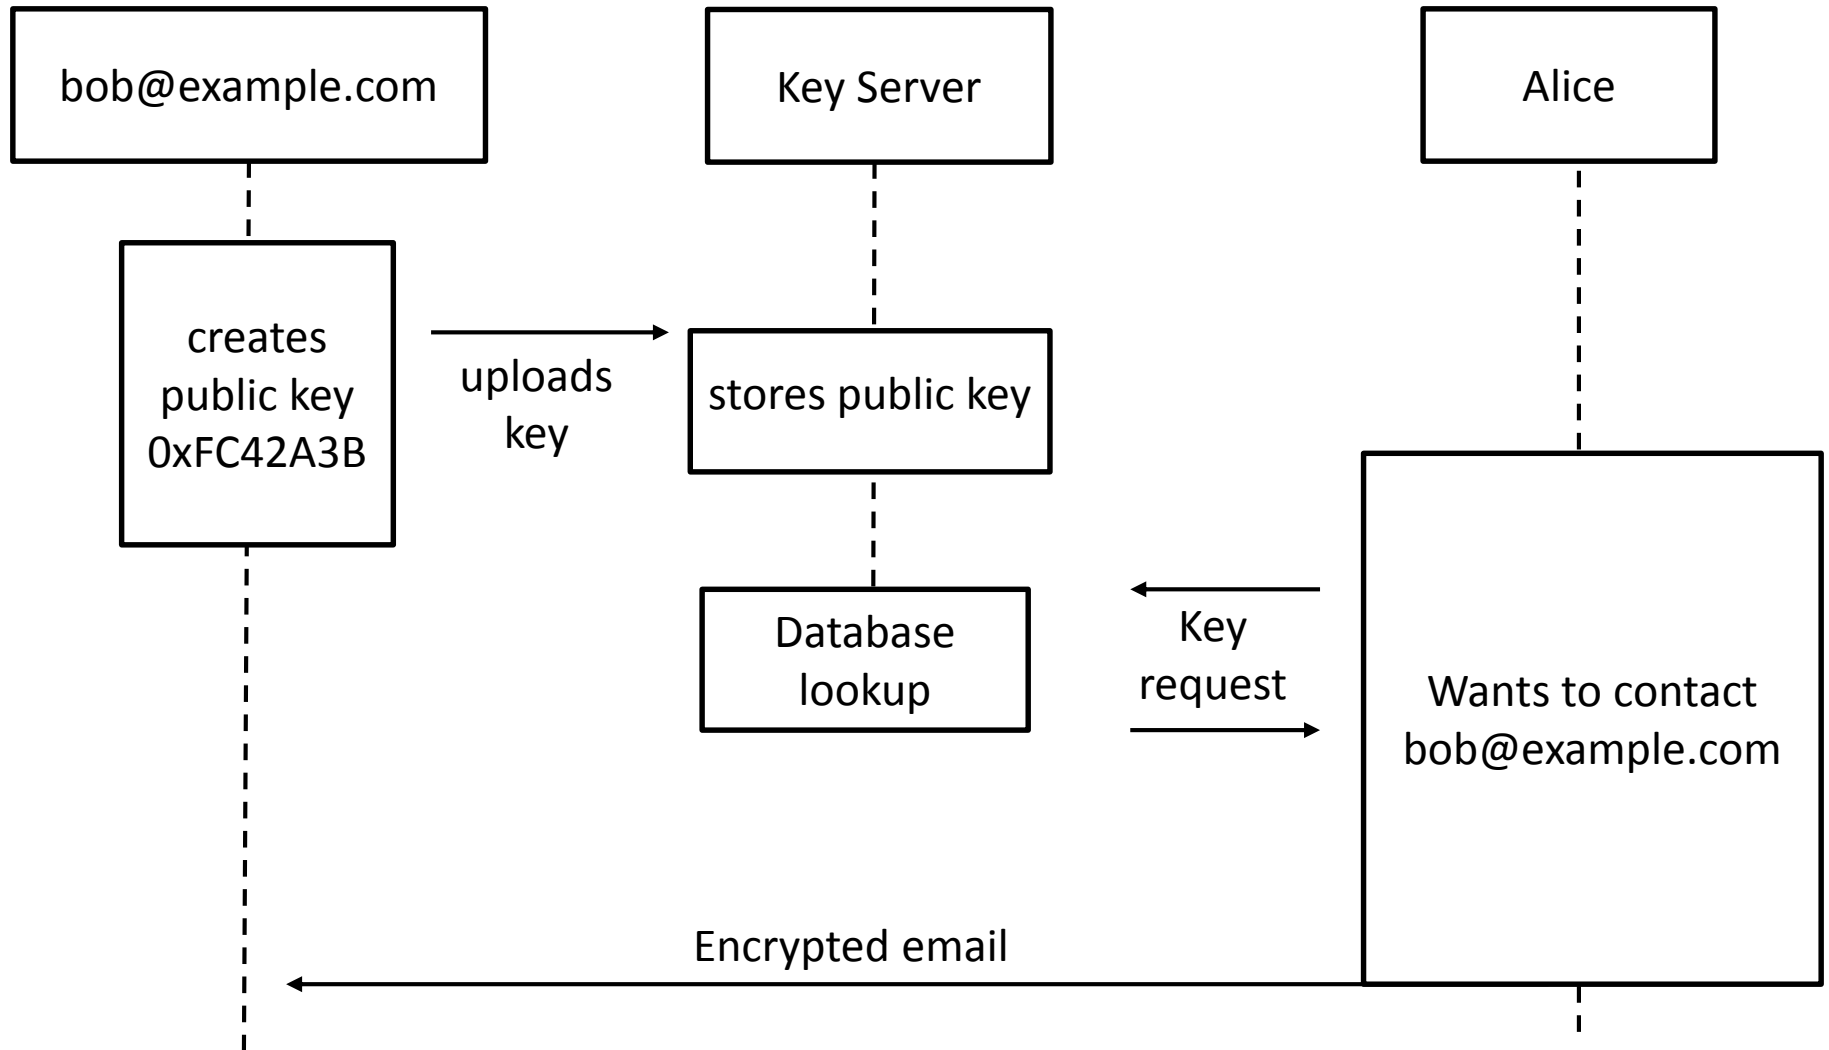 bob@example.com
Key Server
Alice
creates
public key
0xFC42A3B
uploads
key
stores public key
Database
lookup
Key
request
Wants to contact
bob@example.com
Encrypted email